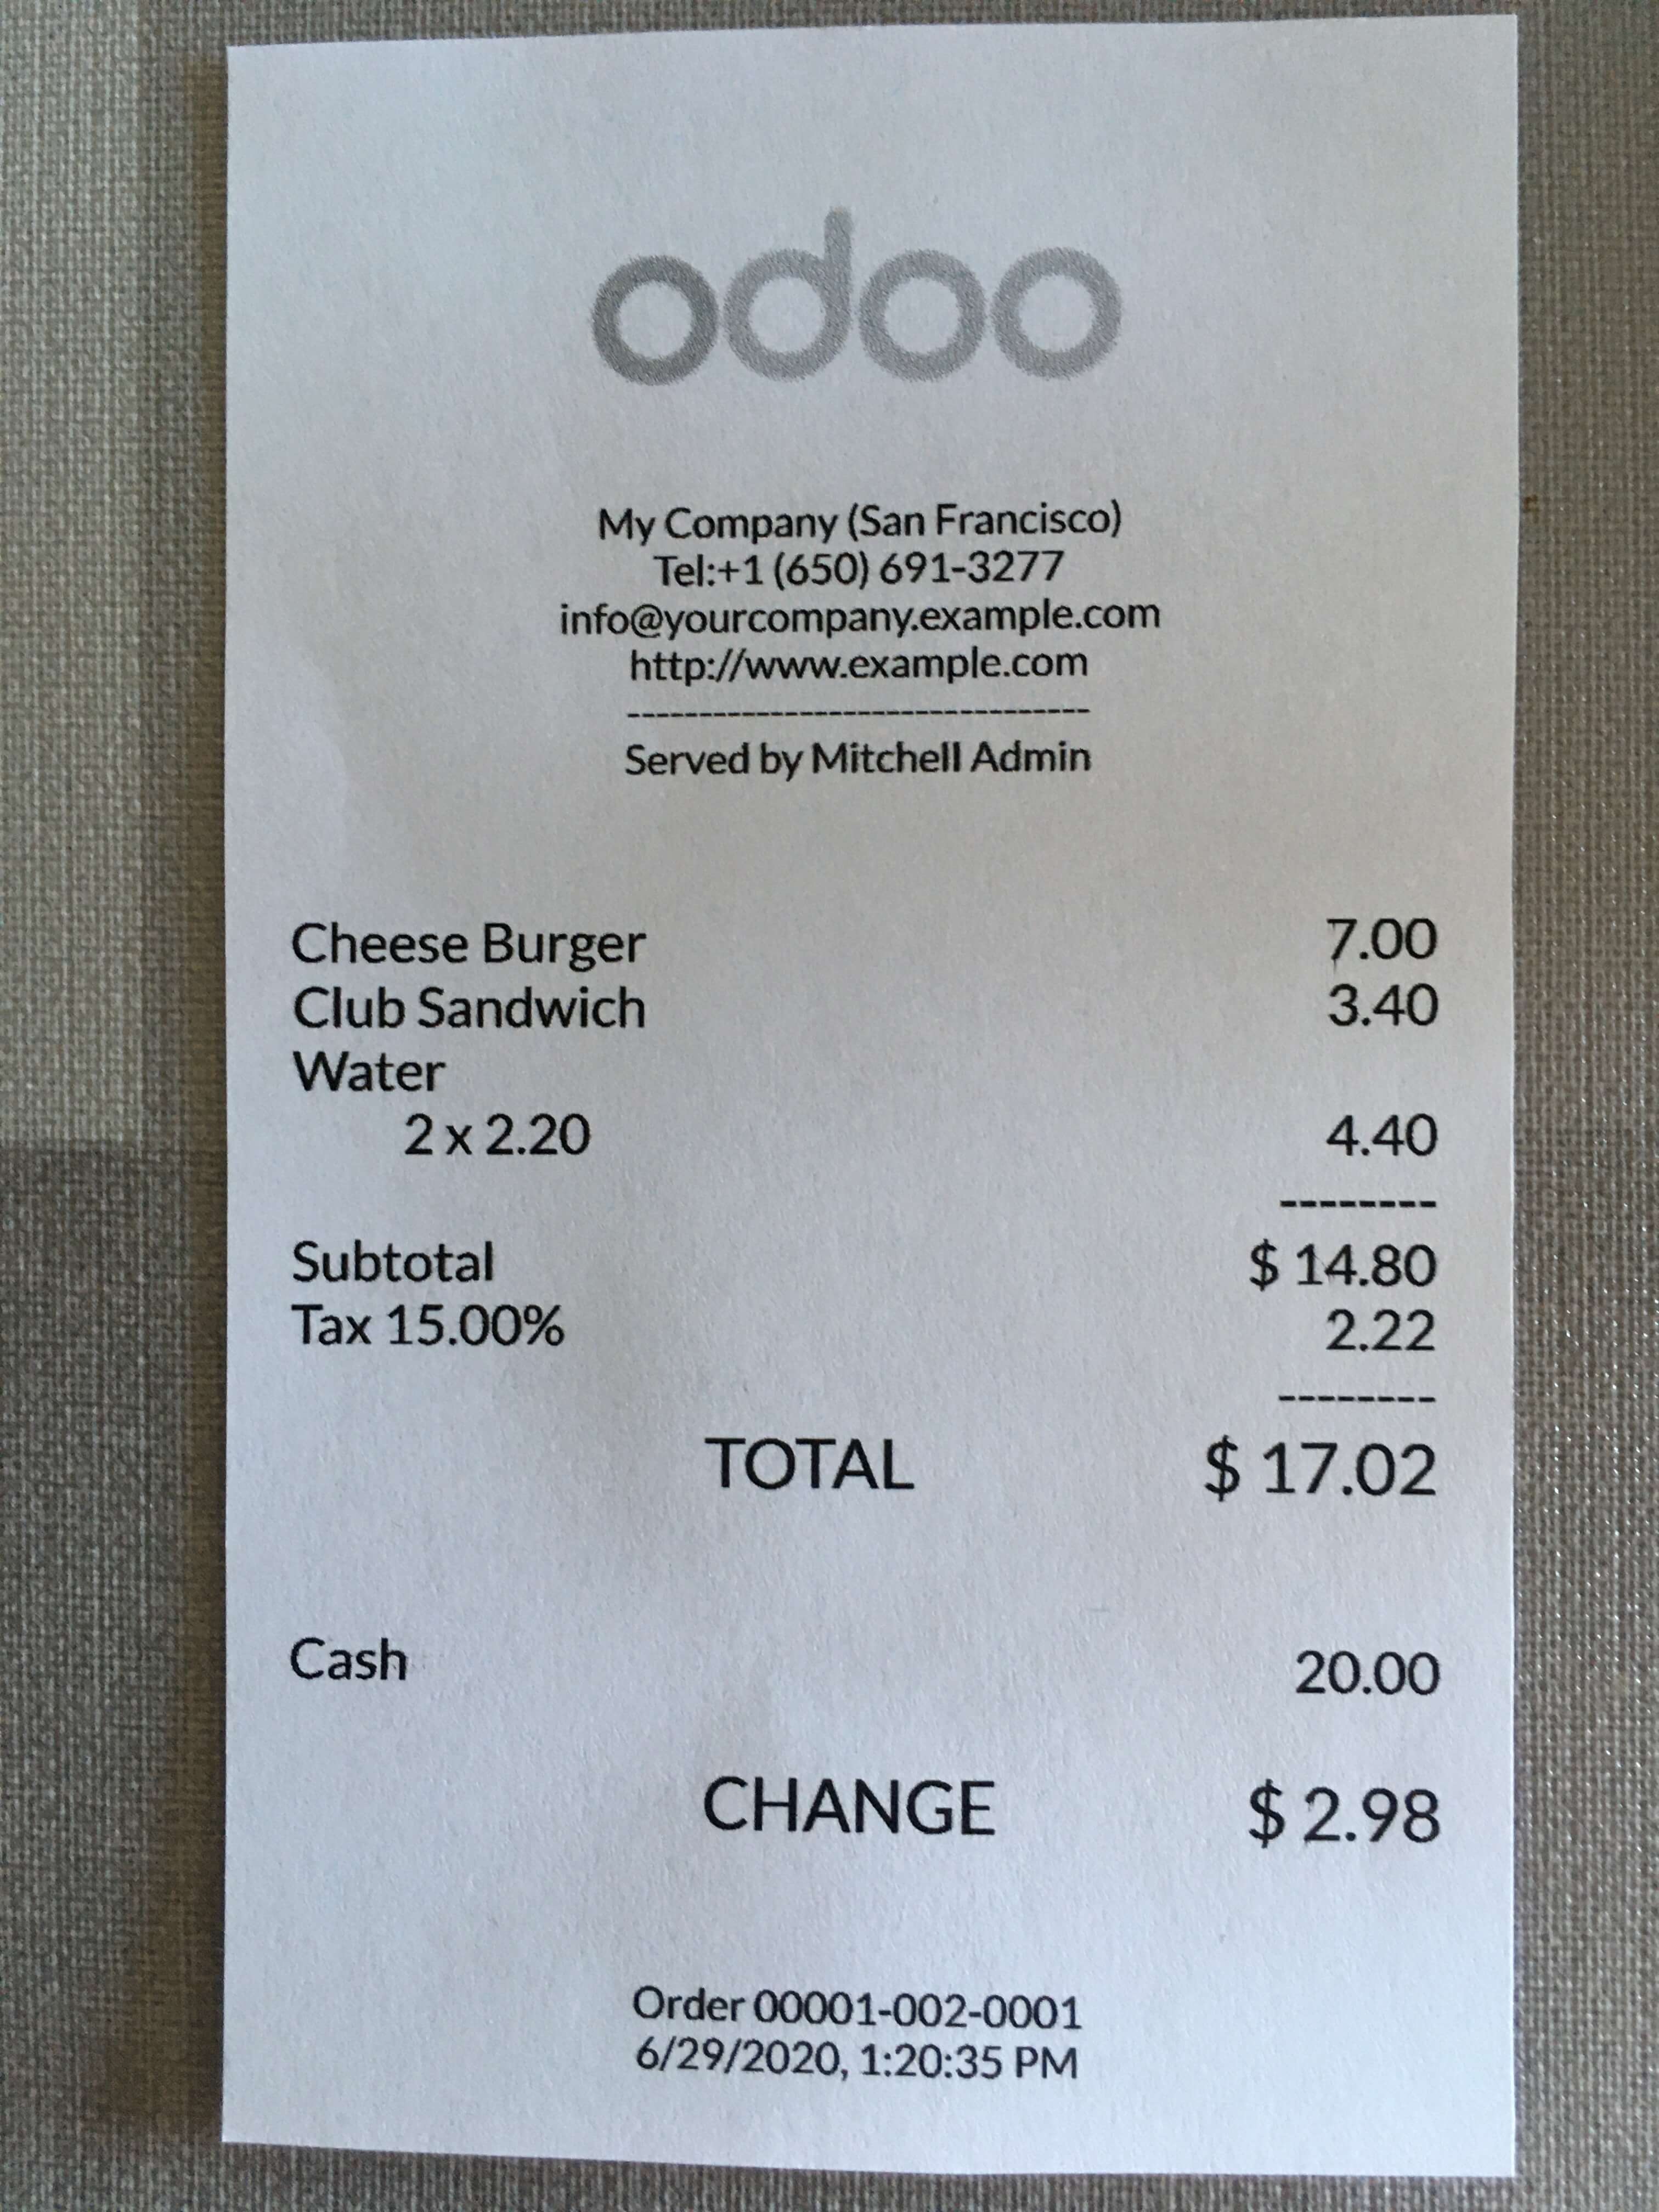 odoo
My Company (San Francisco)
Tel:+1 (650) 691-3277
info@yourcompany.example.com
http://www.example.com
--------------------------------
Served by Mitchell Admin
Cheese Burger 7.00
Club Sandwich 3.40
Water
2 x 2.20 4.40
--------
Subtotal $ 14.80
Tax 15.00% 2.22
--------
TOTAL $ 17.02
Cash 20.00
CHANGE $ 2.98
Order 00001-002-0001
6/29/2020, 1:20:35 PM